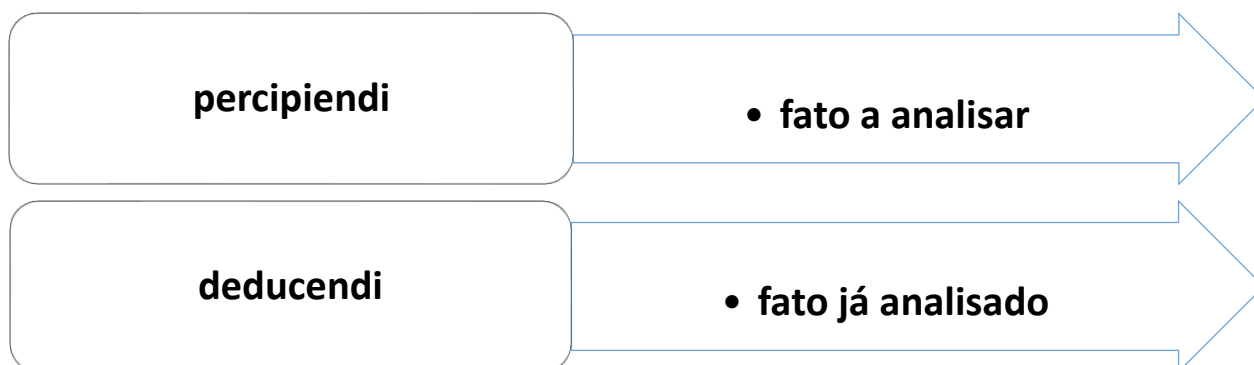 percipiendi
• fato a analisar
deducendi
• fato já analisado